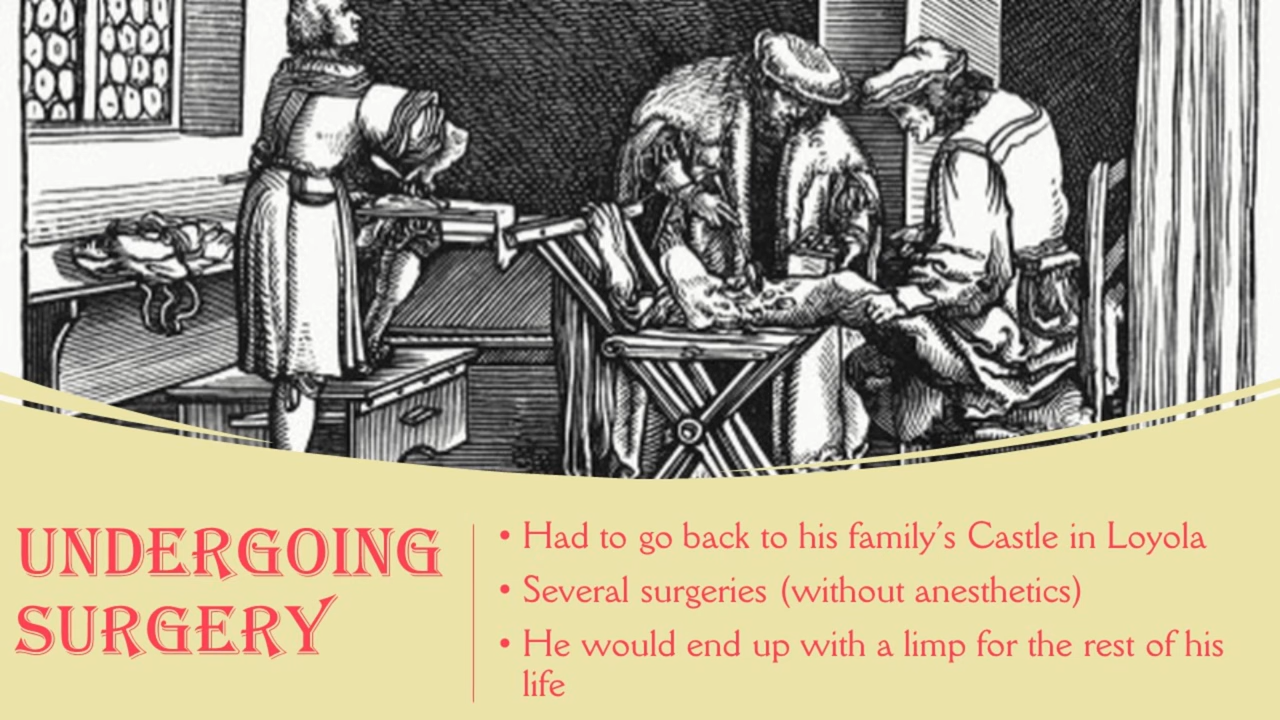 UNDERGOING
SURGERY
• Had to go back to his family's Castle in Loyola
• Several surgeries (without anesthetics)
• He would end up with a limp for the rest of his
life